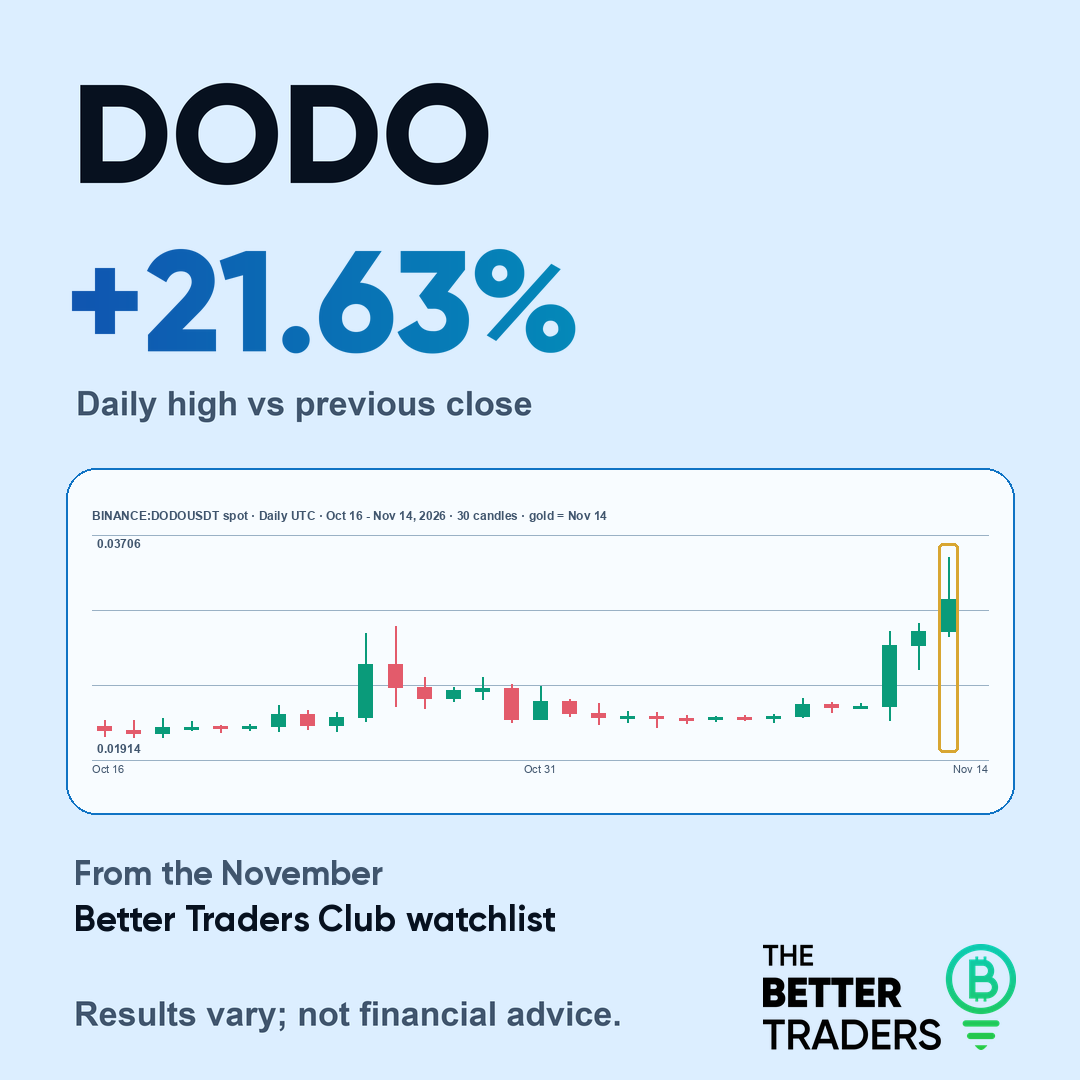 DODO
+21.63%
Daily high vs previous close
BINANCE:DODOUSDT spot · Daily UTC · Oct 16 - Nov 14, 2026 · 30 candles · gold = Nov 14
0.03706
0.01914
Oct 16 Oct 31 Nov 14
From the November
Better Traders Club watchlist
Results vary; not financial advice.
THE
BETTER
TRADERS